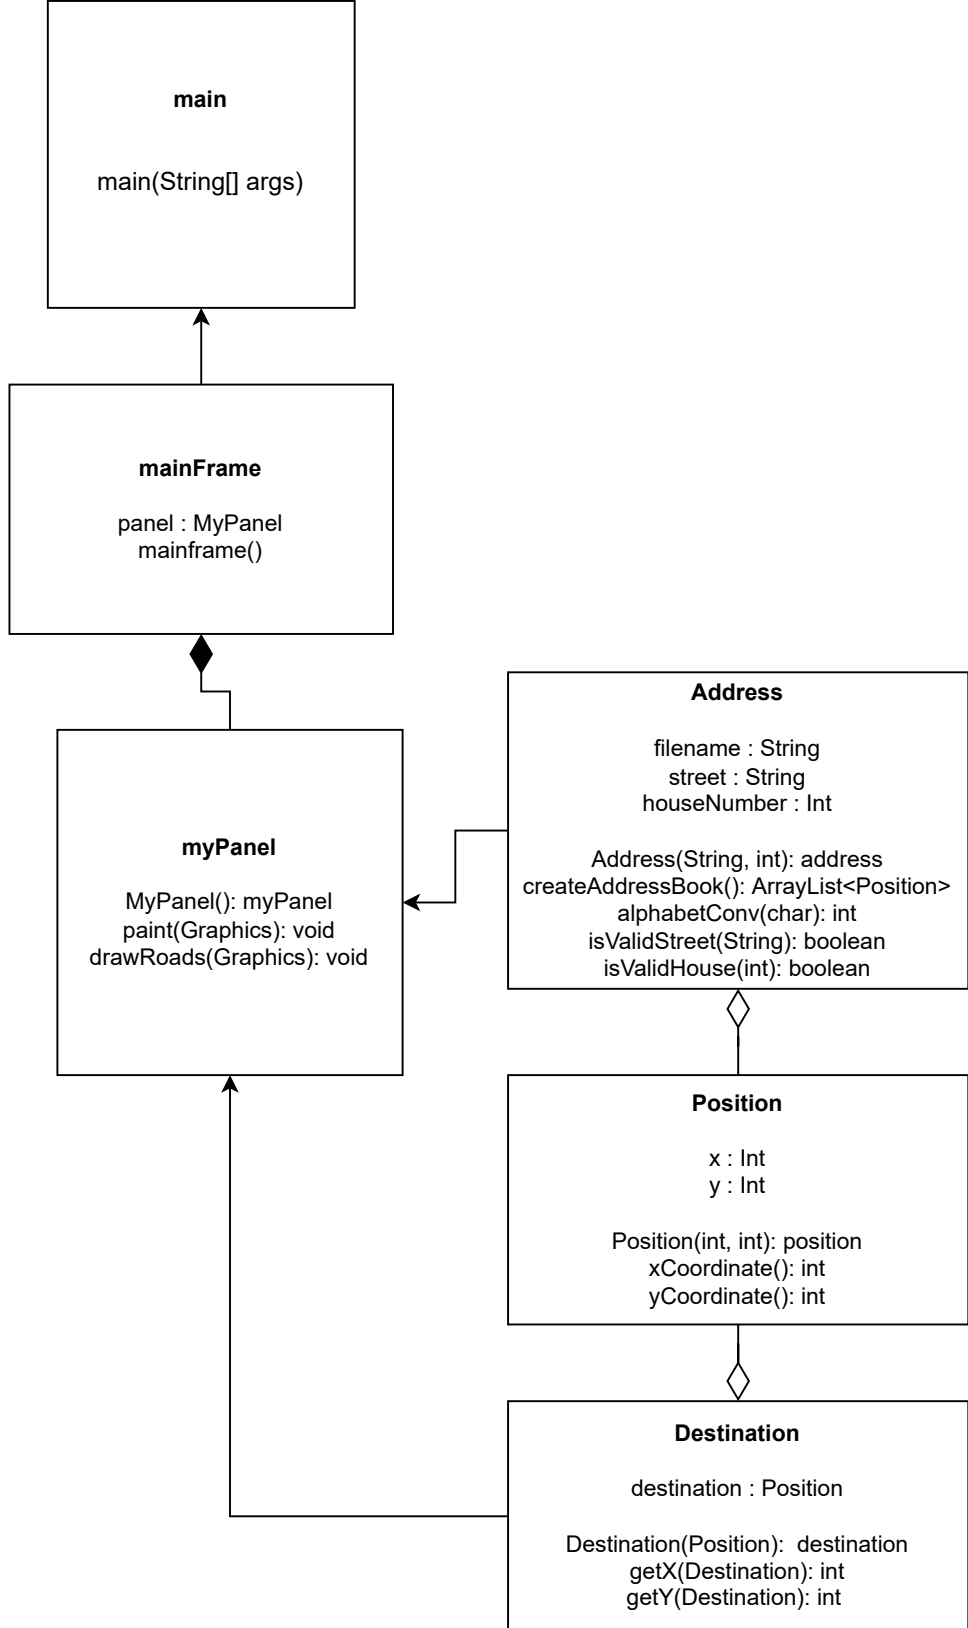 main
main(String[] args)
mainFrame
panel : MyPanel
mainframe()
myPanel
MyPanel(): myPanel
paint(Graphics): void
drawRoads(Graphics): void
Address
filename : String
street : String
houseNumber : Int
Address(String, int): address
createAddressBook(): ArrayList<Position>
alphabetConv(char): int
isValidStreet(String): boolean
isValidHouse(int): boolean
Position
x : Int
y : Int
Position(int, int): position
xCoordinate(): int
yCoordinate(): int
Destination
destination : Position
Destination(Position):  destination
getX(Destination): int
getY(Destination): int